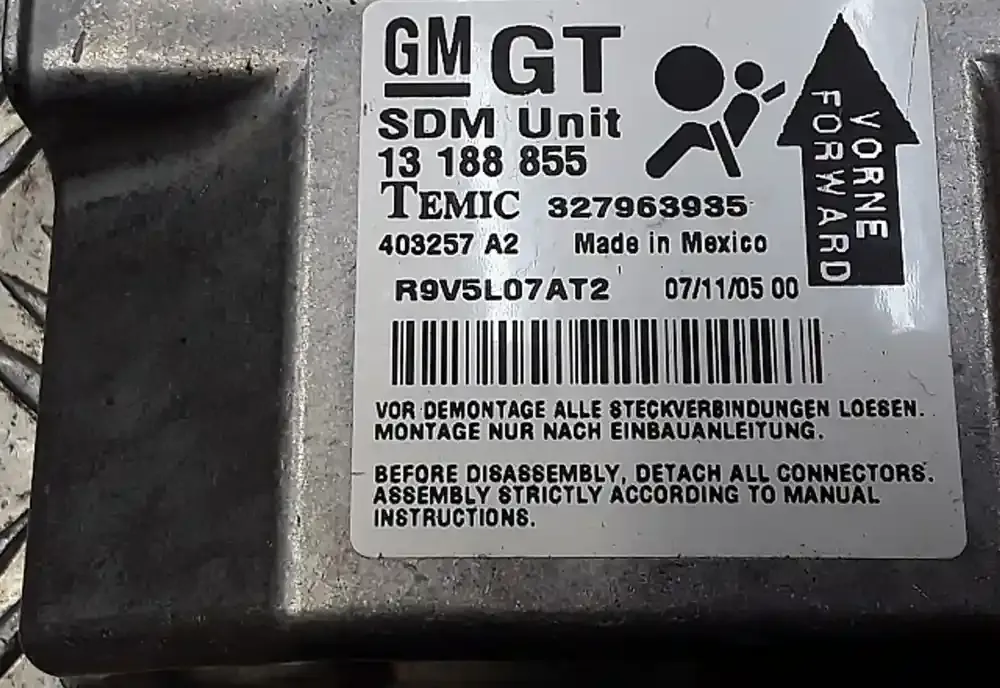 GM GT
SDM Unit
13 188 855
TEMIC 327963935
403257 A2 Made in Mexico
R9V5L07AT2 07/11/05 00
VORNE
FORWARD
VOR DEMONTAGE ALLE STECKVERBINDUNGEN LOESEN.
MONTAGE NUR NACH EINBAUANLEITUNG.
BEFORE DISASSEMBLY, DETACH ALL CONNECTORS.
ASSEMBLY STRICTLY ACCORDING TO MANUAL
INSTRUCTIONS.